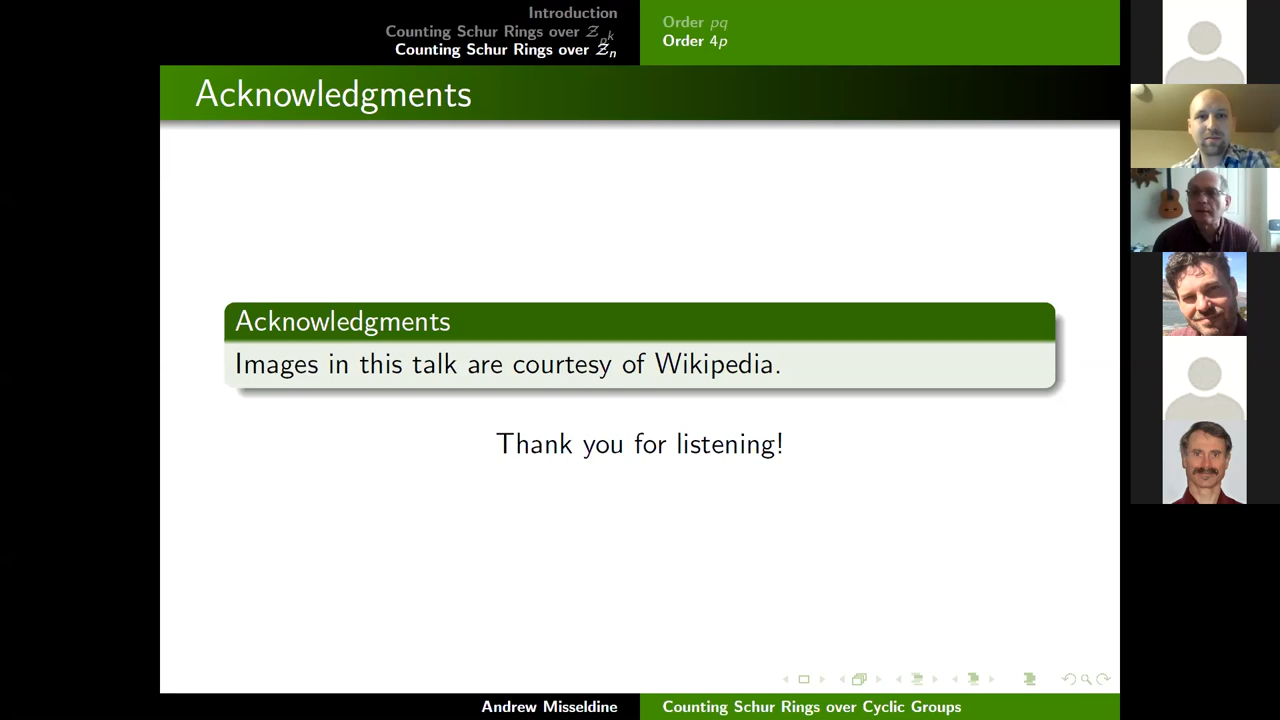 Introduction
Counting Schur Rings over 𝒵_{p^k}
Counting Schur Rings over 𝒵_n
Order pq
Order 4p
Acknowledgments
Acknowledgments
Images in this talk are courtesy of Wikipedia.
Thank you for listening!
Andrew Misseldine
Counting Schur Rings over Cyclic Groups